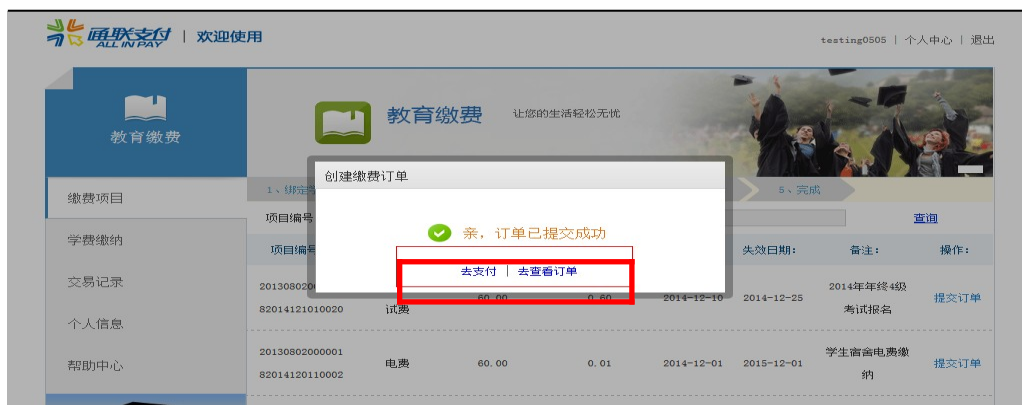 通联支付 ALL IN PAY | 欢迎使用
testing0505 | 个人中心 | 退出
教育缴费
教育缴费 让您的生活轻松无忧
创建缴费订单
缴费项目
1、绑定
5、完成
项目编号
查询
亲，订单已提交成功
学费缴纳
项目编号
失效日期：
备注：
操作：
去支付 | 去查看订单
交易记录
201308020
82014121010020
试费
60.00
0.60
2014-12-10
2014-12-25
2014年年终4级
考试报名
提交订单
个人信息
帮助中心
20130802000001
82014120110002
电费
60.00
0.01
2014-12-01
2015-12-01
学生宿舍电费缴
纳
提交订单